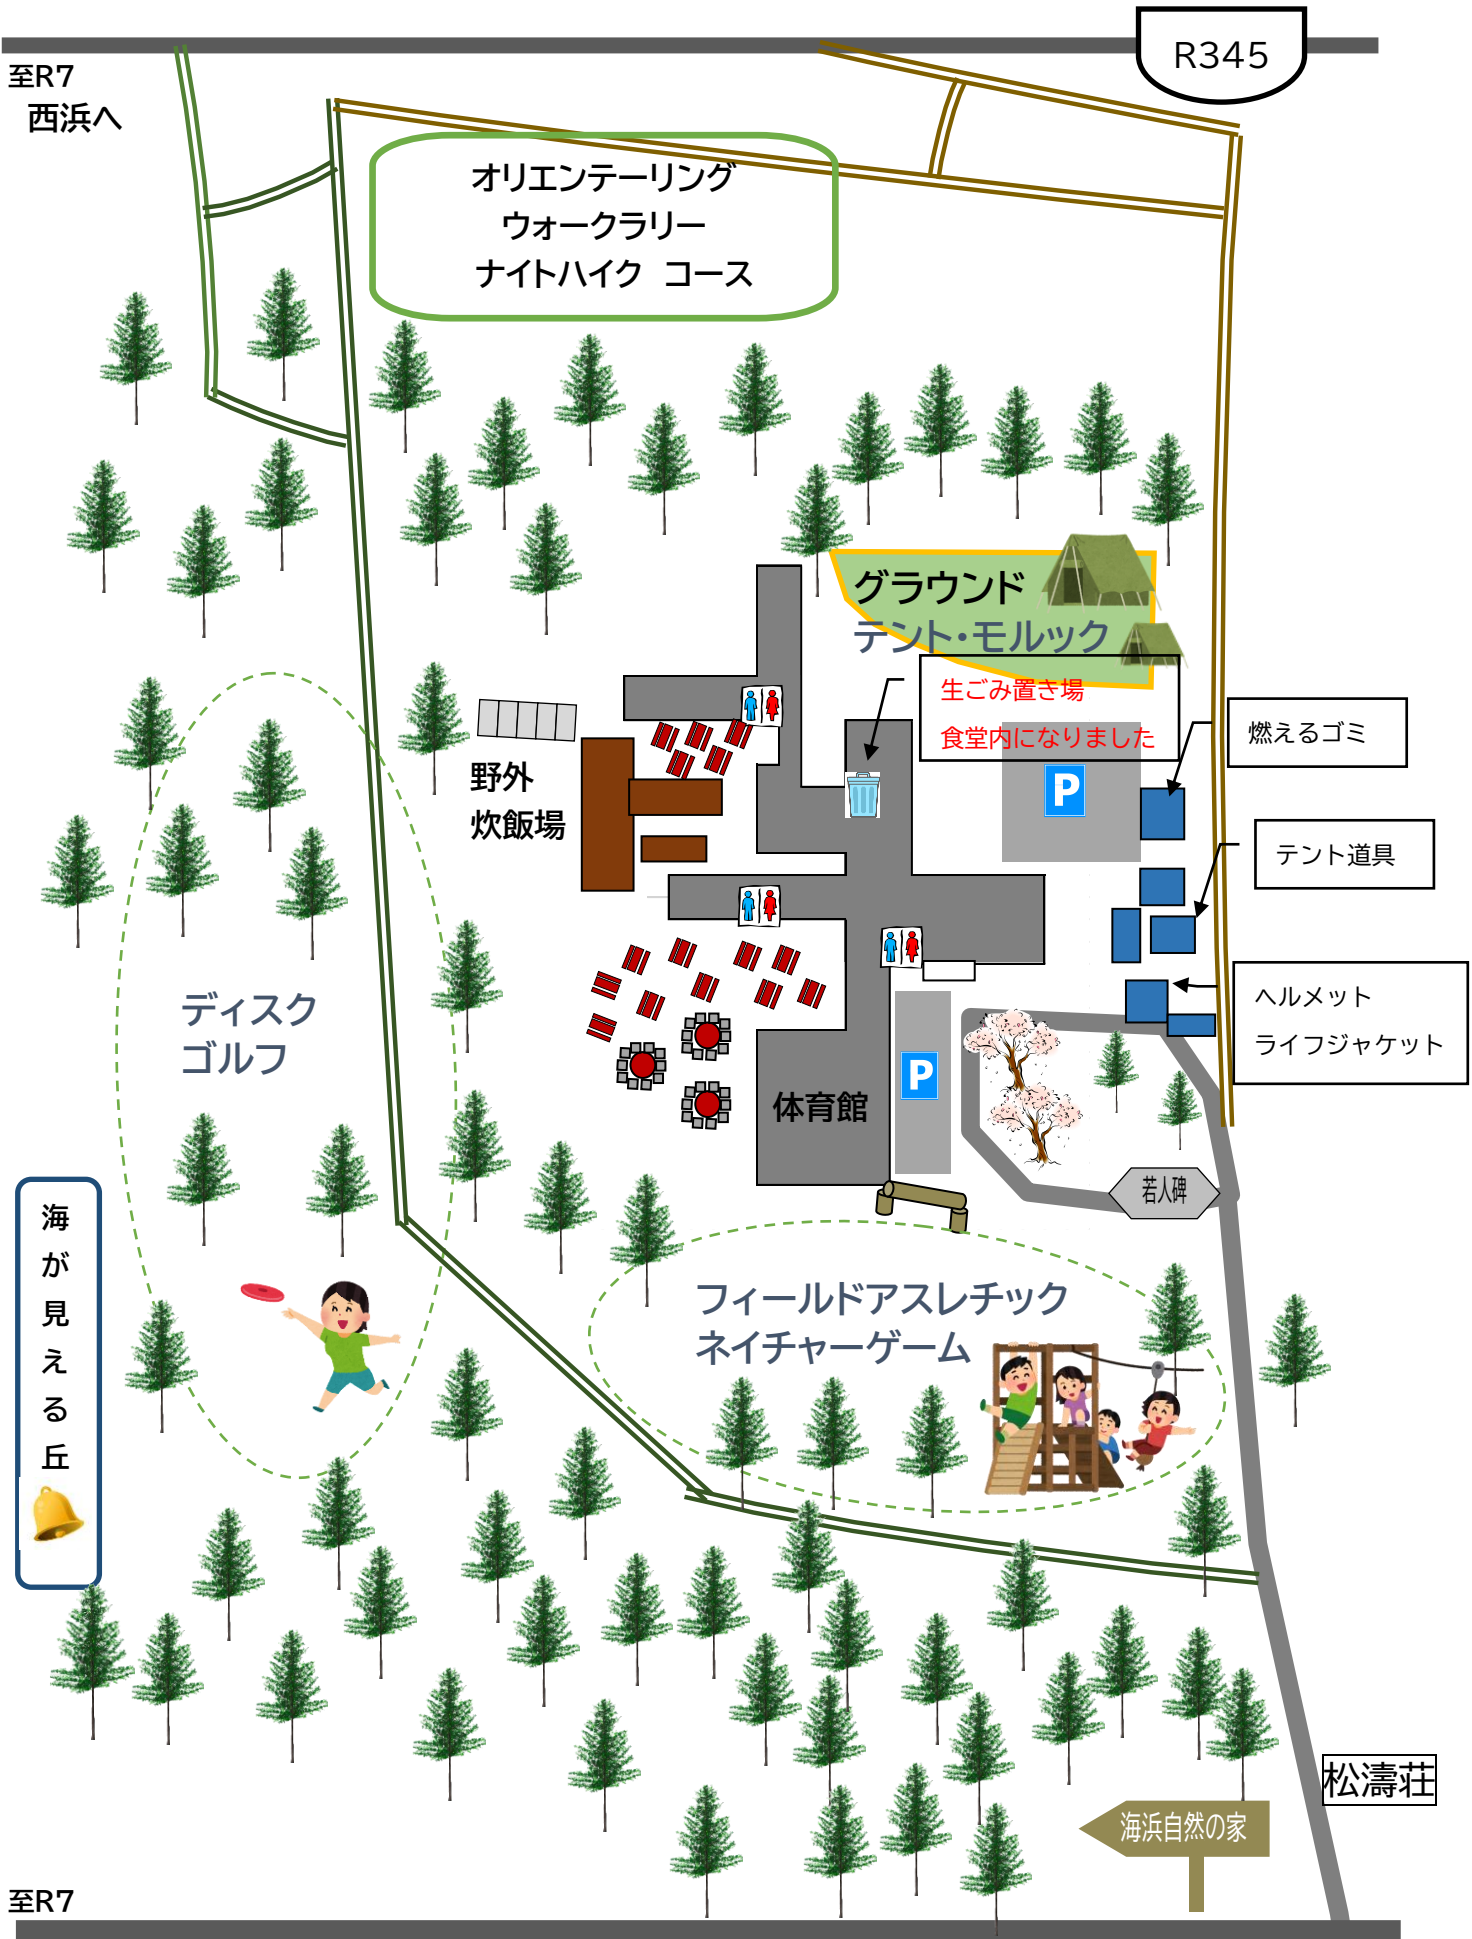 R345
至R7
西浜へ
オリエンテーリング
ウォークラリー
ナイトハイク コース
グラウンド
テント・モルック
生ごみ置き場
食堂内になりました
燃えるゴミ
野外
炊飯場
P
テント道具
ヘルメット
ライフジャケット
ディスク
ゴルフ
P
体育館
若人碑
海が見える丘
フィールドアスレチック
ネイチャーゲーム
松濤荘
海浜自然の家
至R7